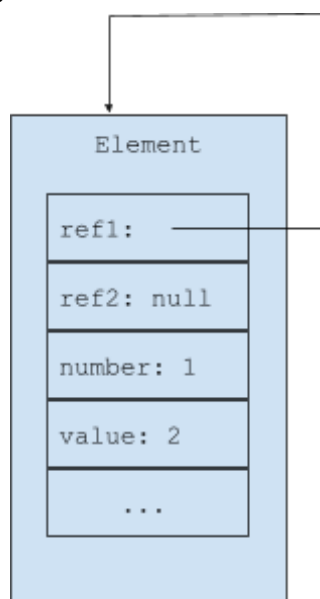 Element
ref1:
ref2: null
number: 1
value: 2
...